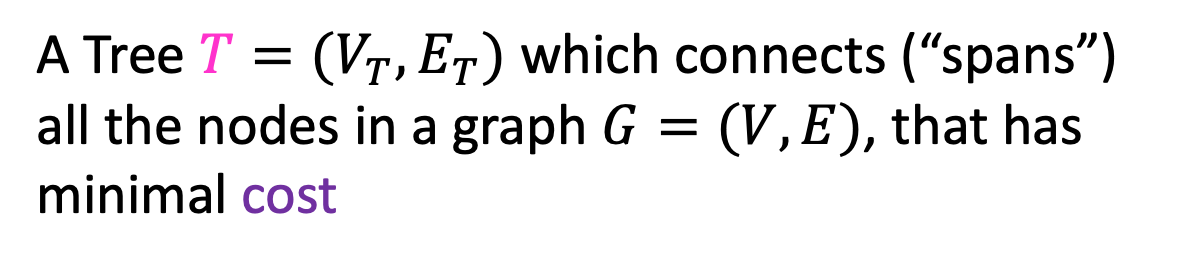 A Tree T = (V_T, E_T) which connects (“spans”)
all the nodes in a graph G = (V, E), that has
minimal cost